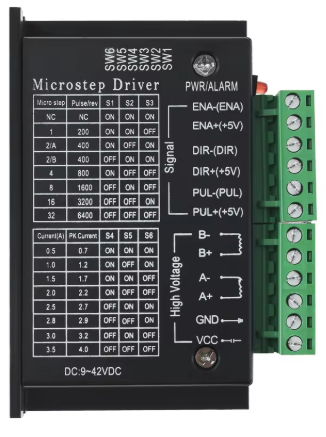 SW6
SW5
SW4
SW3
SW2
SW1
Microstep Driver
PWR/ALARM
Micro step Pulse/rev S1 S2 S3
NC NC ON ON ON
1 200 ON ON OFF
2/A 400 ON OFF ON
2/B 400 OFF ON ON
4 800 ON OFF OFF
8 1600 OFF ON OFF
16 3200 OFF OFF ON
32 6400 OFF OFF OFF
Current(A) PK Current S4 S5 S6
0.5 0.7 ON ON ON
1.0 1.2 ON OFF ON
1.5 1.7 ON ON OFF
2.0 2.2 ON OFF OFF
2.5 2.7 OFF ON ON
2.8 2.9 OFF OFF ON
3.0 3.2 OFF ON OFF
3.5 4.0 OFF OFF OFF
DC:9~42VDC
Signal
ENA-(ENA)
ENA+(+5V)
DIR-(DIR)
DIR+(+5V)
PUL-(PUL)
PUL+(+5V)
High Voltage
B-
B+
A-
A+
GND
VCC